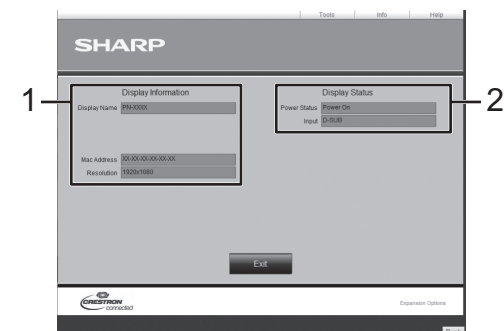 Tools Info Help
SHARP
1
Display Information
Display Name PN-XXXX
Mac Address XX-XX-XX-XX-XX-XX
Resolution 1920x1080
Display Status
Power Status Power On
Input D-SUB
2
Exit
CRESTRON
connected
Expansion Options